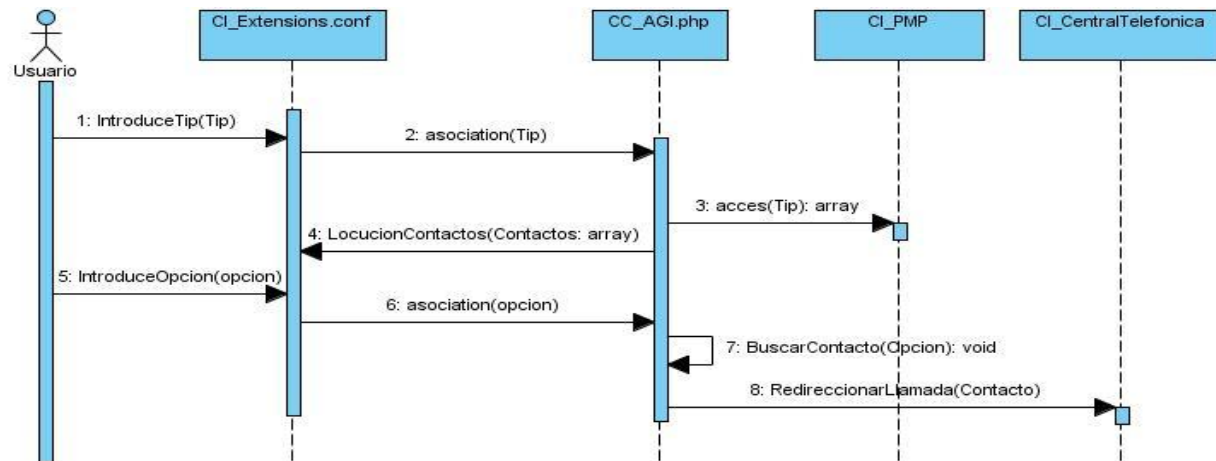 CI_Extensions.conf
CC_AGI.php
CI_PMP
CI_CentralTelefonica
Usuario
1: IntroduceTip(Tip)
2: asociation(Tip)
3: acces(Tip): array
4: LocucionContactos(Contactos: array)
5: IntroduceOpcion(opcion)
6: asociation(opcion)
7: BuscarContacto(Opcion): void
8: RedireccionarLlamada(Contacto)